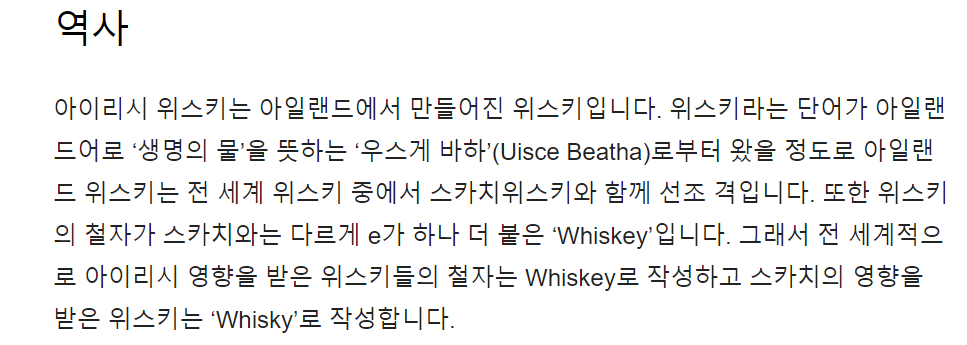 역사
아이리시 위스키는 아일랜드에서 만들어진 위스키입니다. 위스키라는 단어가 아일랜
드어로 ‘생명의 물’을 뜻하는 ‘우스게 바하’(Uisce Beatha)로부터 왔을 정도로 아일랜
드 위스키는 전 세계 위스키 중에서 스카치위스키와 함께 선조 격입니다. 또한 위스키
의 철자가 스카치와는 다르게 e가 하나 더 붙은 ‘Whiskey’입니다. 그래서 전 세계적으
로 아이리시 영향을 받은 위스키들의 철자는 Whiskey로 작성하고 스카치의 영향을
받은 위스키는 ‘Whisky’로 작성합니다.